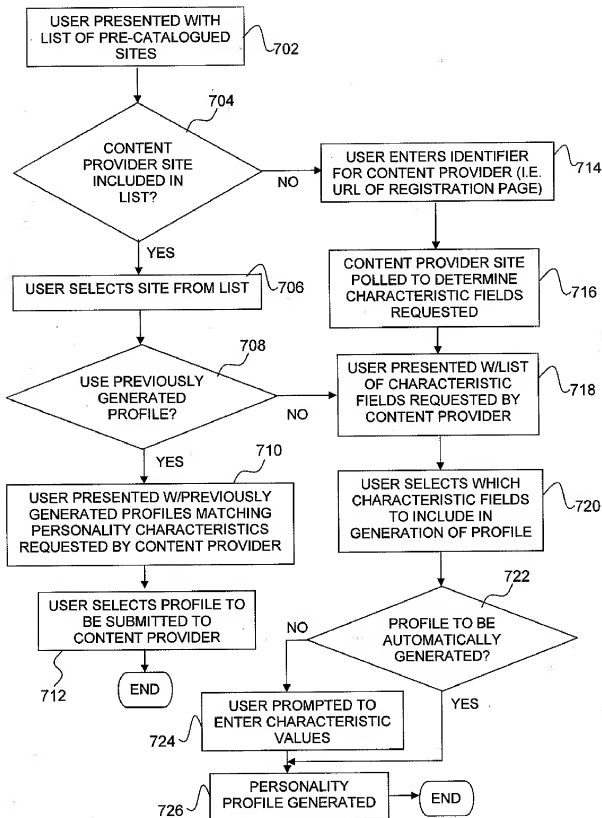 USER PRESENTED WITH
LIST OF PRE-CATALOGUED
SITES
702
704
CONTENT
PROVIDER SITE
INCLUDED IN
LIST?
NO
YES
USER ENTERS IDENTIFIER
FOR CONTENT PROVIDER (I.E.
URL OF REGISTRATION PAGE)
714
USER SELECTS SITE FROM LIST
706
CONTENT PROVIDER SITE
POLLED TO DETERMINE
CHARACTERISTIC FIELDS
REQUESTED
716
708
USE PREVIOUSLY
GENERATED
PROFILE?
NO
YES
USER PRESENTED W/LIST
OF CHARACTERISTIC
FIELDS REQUESTED BY
CONTENT PROVIDER
718
710
USER PRESENTED W/PREVIOUSLY
GENERATED PROFILES MATCHING
PERSONALITY CHARACTERISTICS
REQUESTED BY CONTENT PROVIDER
USER SELECTS WHICH
CHARACTERISTIC FIELDS
TO INCLUDE IN
GENERATION OF PROFILE
720
USER SELECTS PROFILE TO
BE SUBMITTED TO
CONTENT PROVIDER
712
END
722
PROFILE TO BE
AUTOMATICALLY
GENERATED?
NO
YES
USER PROMPTED TO
ENTER CHARACTERISTIC
VALUES
724
PERSONALITY
PROFILE GENERATED
726
END